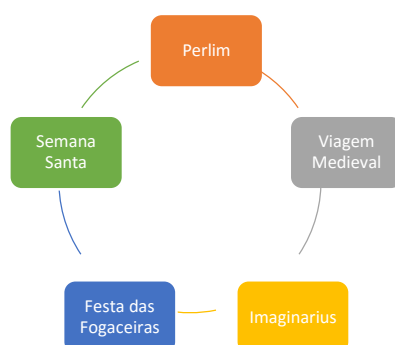 Perlim
Viagem
Medieval
Imaginarius
Festa das
Fogaceiras
Semana
Santa